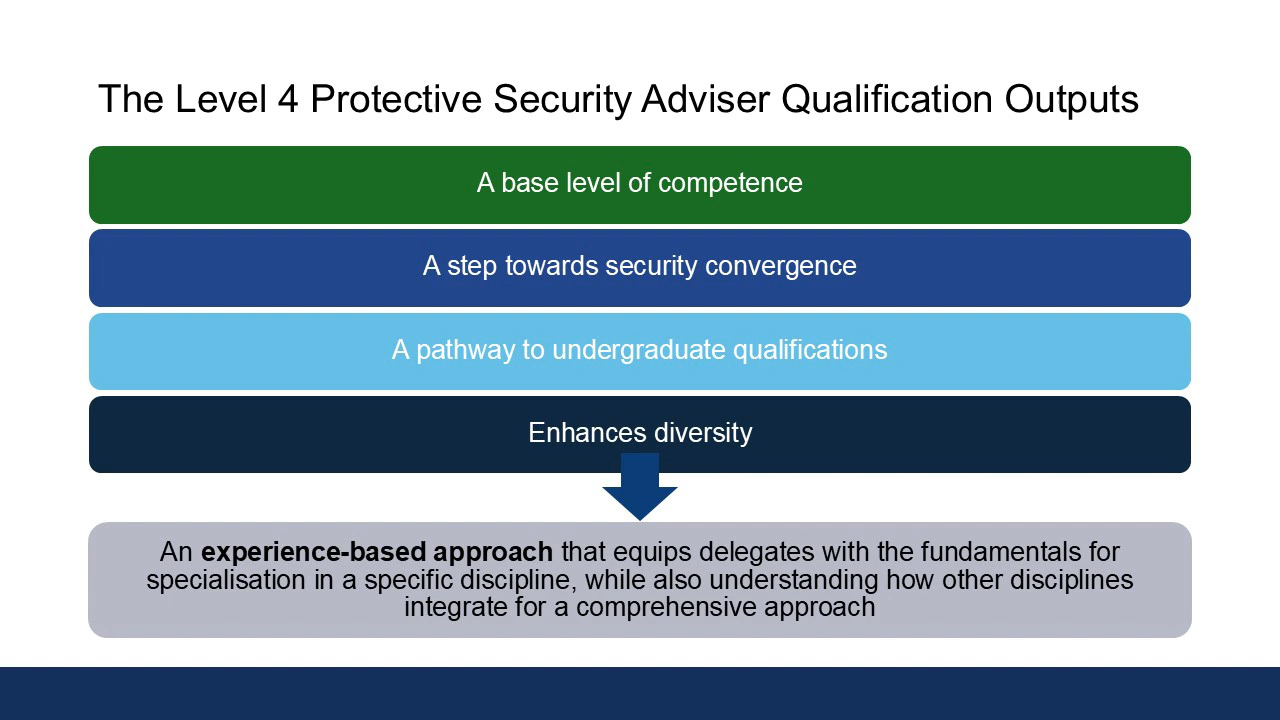 The Level 4 Protective Security Adviser Qualification Outputs
A base level of competence
A step towards security convergence
A pathway to undergraduate qualifications
Enhances diversity
An experience-based approach that equips delegates with the fundamentals for
specialisation in a specific discipline, while also understanding how other disciplines
integrate for a comprehensive approach